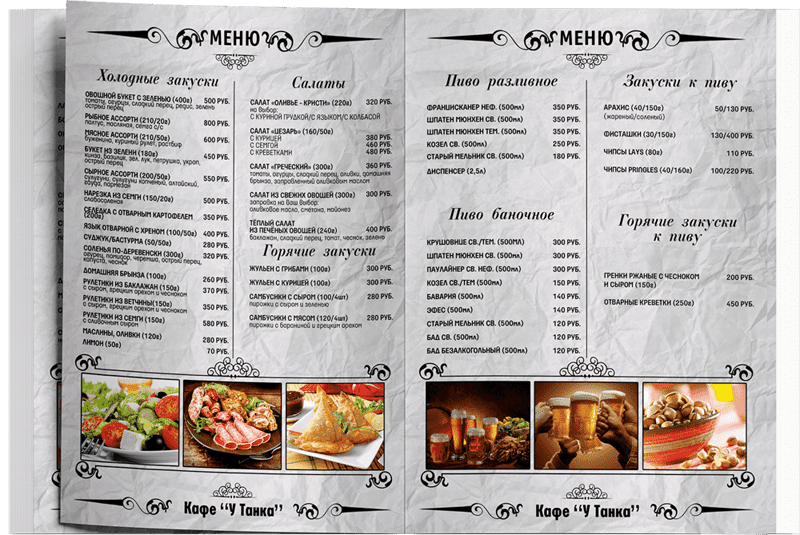 МЕНЮ
Холодные закуски
ОВОЩНОЙ БУКЕТ С ЗЕЛЕНЬЮ (400г) 500 РУБ.
томаты, огурцы, сладкий перец, редис, зелень
острый перец
РЫБНОЕ АССОРТИ (210/20г) 800 РУБ.
палтус, масляная, сёмга с/с
МЯСНОЕ АССОРТИ (210/50г) 600 РУБ.
буженина, куриный рулет, ростбиф
БУКЕТ ИЗ ЗЕЛЕНИ (180г) 450 РУБ.
кинза, базилик, зел. лук, петрушка, укроп,
острый перец
СЫРНОЕ АССОРТИ (200/50г) 550 РУБ.
сулугуни, сулугуни копченый, алтайский,
гауда, пармезан
НАРЕЗКА ИЗ СЕМГИ (150/20г) 500 РУБ.
слабосоленая
СЕЛЕДКА С ОТВАРНЫМ КАРТОФЕЛЕМ 350 РУБ.
(200г)
ЯЗЫК ОТВАРНОЙ С ХРЕНОМ (100/50г) 400 РУБ.
СУДЖУК/БАСТУРМА (50/50г) 280 РУБ.
СОЛЕНЬЯ ПО-ДЕРЕВЕНСКИ (300г) 320 РУБ.
огурец, помидор, черемша, острый перец,
капуста, чеснок
ДОМАШНЯЯ БРЫНЗА (100г) 260 РУБ.
РУЛЕТИКИ ИЗ БАКЛАЖАН (150г) 370 РУБ.
с сыром, грецким орехом и чесноком
РУЛЕТИКИ ИЗ ВЕТЧИНЫ(150г) 350 РУБ.
с сыром, грецким орехом и чесноком
РУЛЕТИКИ ИЗ СЕМГИ (150г) 580 РУБ.
с сливочным сыром
МАСЛИНЫ, ОЛИВКИ (120г) 280 РУБ.
ЛИМОН (50г) 70 РУБ.
Салаты
САЛАТ «ОЛИВЬЕ - КРИСТИ» (220г) 320 РУБ.
на выбор:
С КУРИНОЙ ГРУДКОЙ/С ЯЗЫКОМ/С КОЛБАСОЙ
САЛАТ «ЦЕЗАРЬ» (160/50г)
С КУРИЦЕЙ 380 РУБ.
С СЕМГОЙ 460 РУБ.
С КРЕВЕТКАМИ 480 РУБ.
САЛАТ «ГРЕЧЕСКИЙ» (300г) 360 РУБ.
томаты, огурцы, сладкий перец, оливки, домашняя
брынза, заправленный оливковым маслом
САЛАТ ИЗ СВЕЖИХ ОВОЩЕЙ (300г) 300 РУБ.
заправка на ваш выбор:
оливковое масло, сметана, майонез
ТЁПЛЫЙ САЛАТ
ИЗ ПЕЧЁНЫХ ОВОЩЕЙ (240г) 400 РУБ.
баклажан, сладкий перец, томат, чеснок, зелень
Горячие закуски
ЖУЛЬЕН С ГРИБАМИ (100г) 300 РУБ.
ЖУЛЬЕН С КУРИЦЕЙ (100г) 300 РУБ.
САМБУСИКИ С СЫРОМ (100/4шт) 280 РУБ.
пирожки с сыром и зеленью
САМБУСИКИ С МЯСОМ (120/4шт) 280 РУБ.
пирожки с бараниной и грецким орехом
Кафе “У Танка”
МЕНЮ
Пиво разливное
ФРАНЦИСКАНЕР НЕФ. (500мл) 350 РУБ.
ШПАТЕН МЮНХЕН СВ. (500мл) 350 РУБ.
ШПАТЕН МЮНХЕН ТЕМ. (500мл) 350 РУБ.
КОЗЕЛ СВ. (500мл) 250 РУБ.
СТАРЫЙ МЕЛЬНИК СВ. (500мл) 180 РУБ.
ДИСПЕНСЕР (2,5л)
Пиво баночное
КРУШОВИЦЕ СВ./ТЕМ. (500МЛ) 300 РУБ.
ШПАТЕН МЮНХЕН СВ. (500мл) 300 РУБ.
ПАУЛАЙНЕР СВ. НЕФ. (500мл) 300 РУБ.
КОЗЕЛ СВ./ТЕМ (500мл) 150 РУБ.
БАВАРИЯ (500мл) 140 РУБ.
ЭФЕС (500мл) 140 РУБ.
СТАРЫЙ МЕЛЬНИК СВ. (500мл) 120 РУБ.
БАД СВ. (500мл) 120 РУБ.
БАД БЕЗАЛКОГОЛЬНЫЙ (500мл) 120 РУБ.
Закуски к пиву
АРАХИС (40/150г) 50/130 РУБ.
(жареный/соленый)
ФИСТАШКИ (30/150г) 130/400 РУБ.
ЧИПСЫ LAYS (80г) 110 РУБ.
ЧИПСЫ PRINGLES (40/160г) 100/220 РУБ.
Горячие закуски
к пиву
ГРЕНКИ РЖАНЫЕ С ЧЕСНОКОМ 200 РУБ.
И СЫРОМ (150г)
ОТВАРНЫЕ КРЕВЕТКИ (250г) 450 РУБ.
Кафе “У Танка”